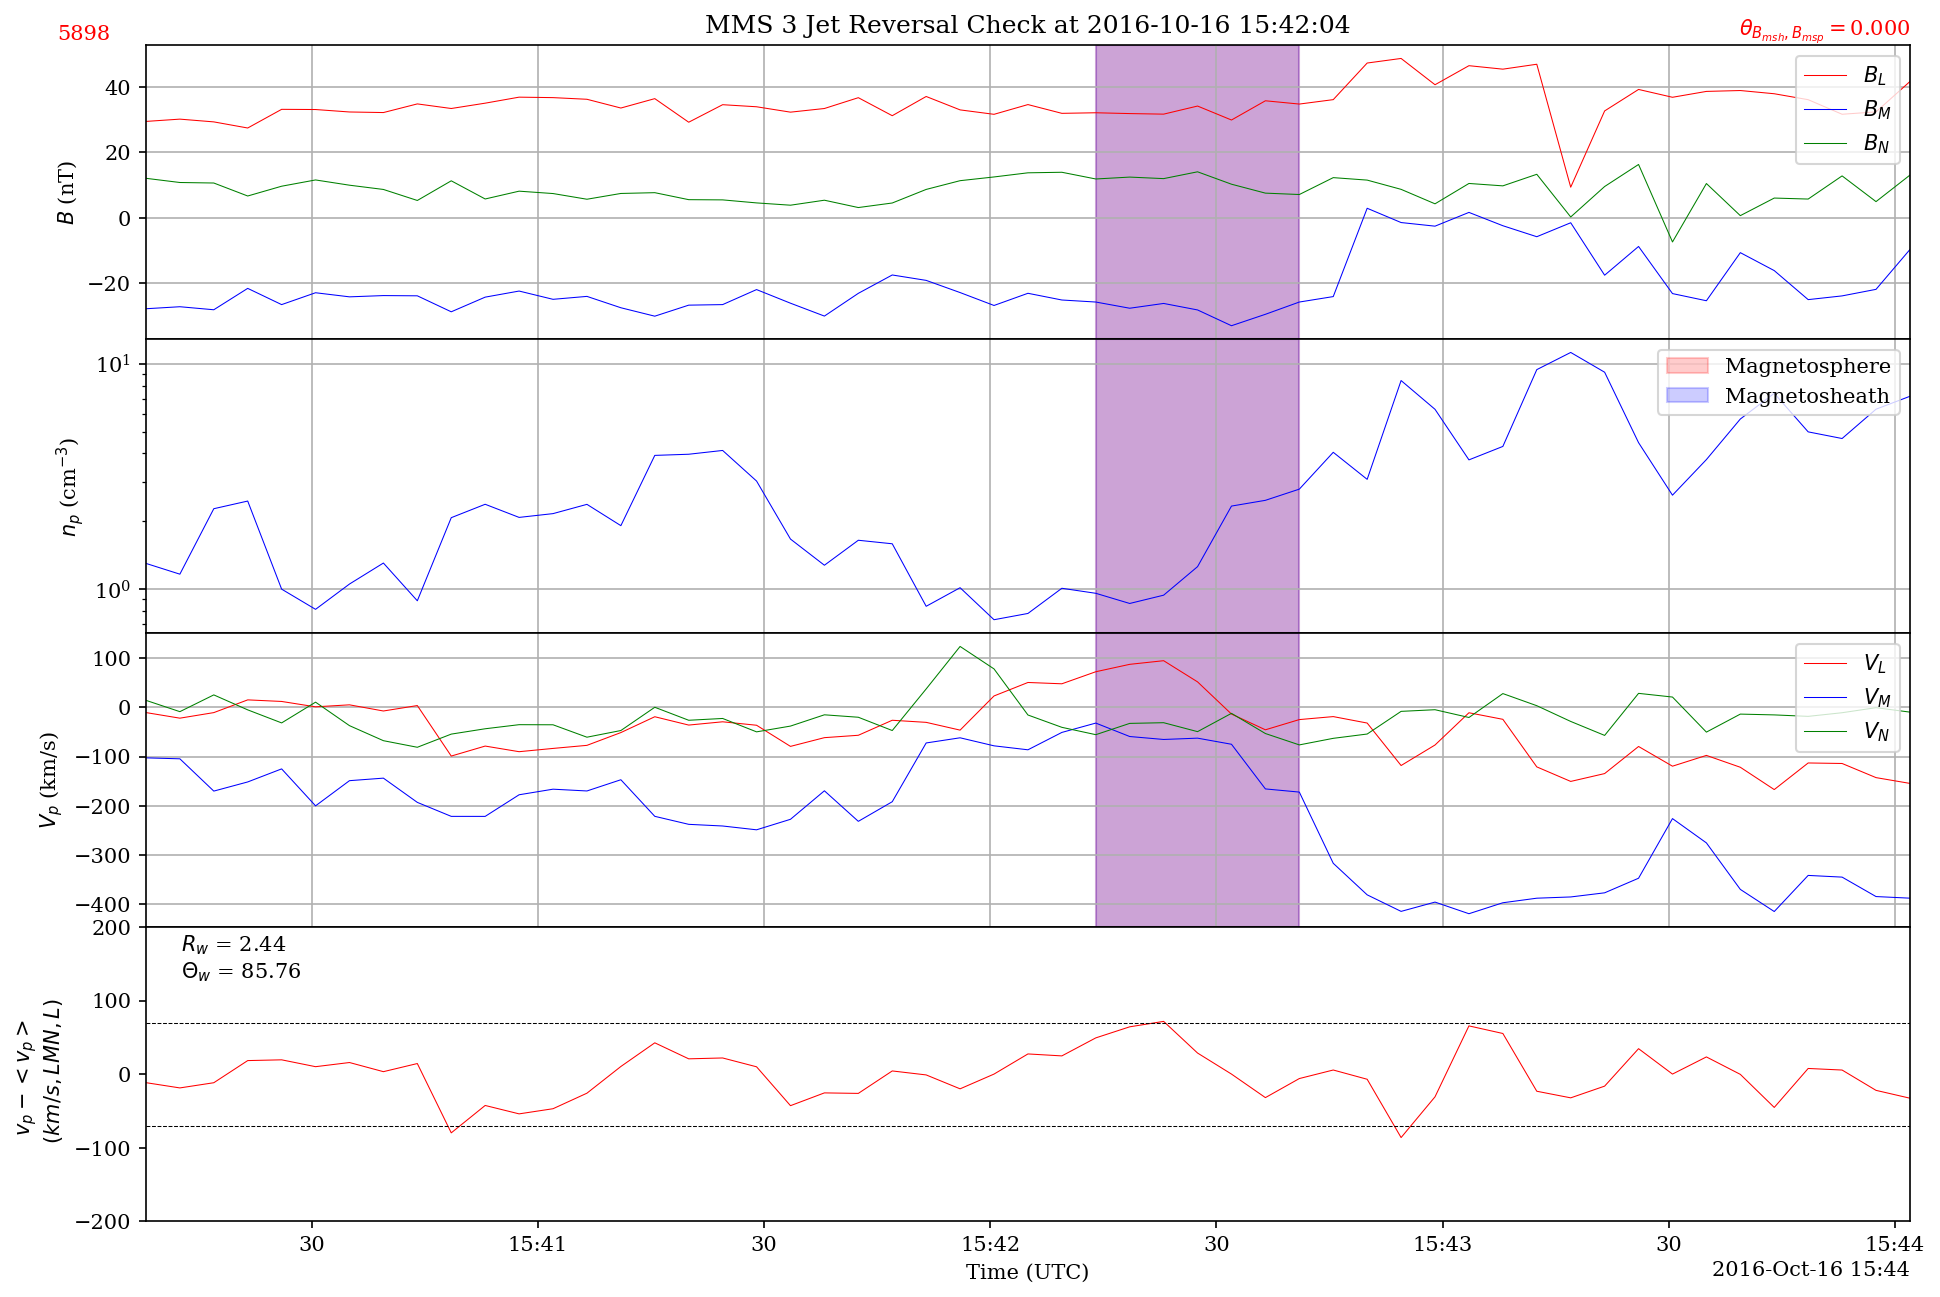 5898
MMS 3 Jet Reversal Check at 2016-10-16 15:42:04
θ_{B_{msh}, B_{msp}} = 0.000
B (nT)
40
20
0
−20
B_L
B_M
B_N
n_p (cm^{−3})
10^1
10^0
Magnetosphere
Magnetosheath
V_p (km/s)
100
0
−100
−200
−300
−400
V_L
V_M
V_N
v_p − < v_p >
(km/s, LMN, L)
200
100
0
−100
−200
R_w = 2.44
Θ_w = 85.76
30 15:41 30 15:42 30 15:43 30 15:44
Time (UTC)
2016-Oct-16 15:44